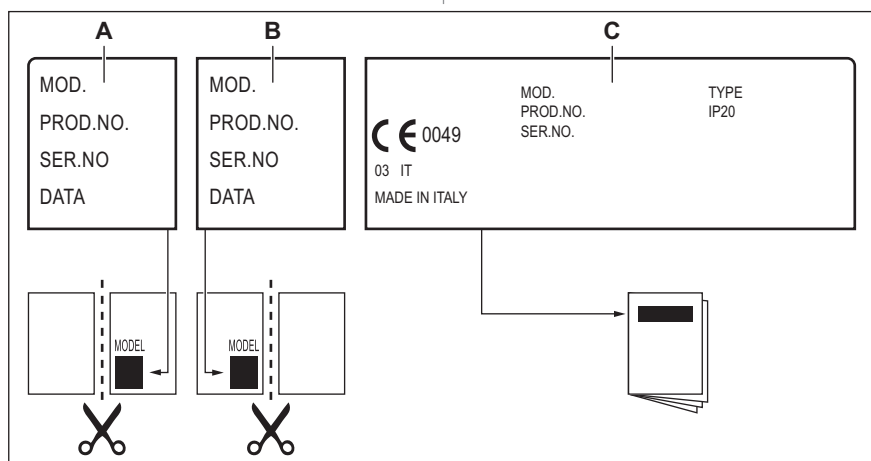 A
B
C
MOD.
PROD.NO.
SER.NO
DATA
MOD.
PROD.NO.
SER.NO
DATA
MOD.
PROD.NO.
SER.NO.
TYPE
IP20
CE 0049
03 IT
MADE IN ITALY
MODEL
MODEL